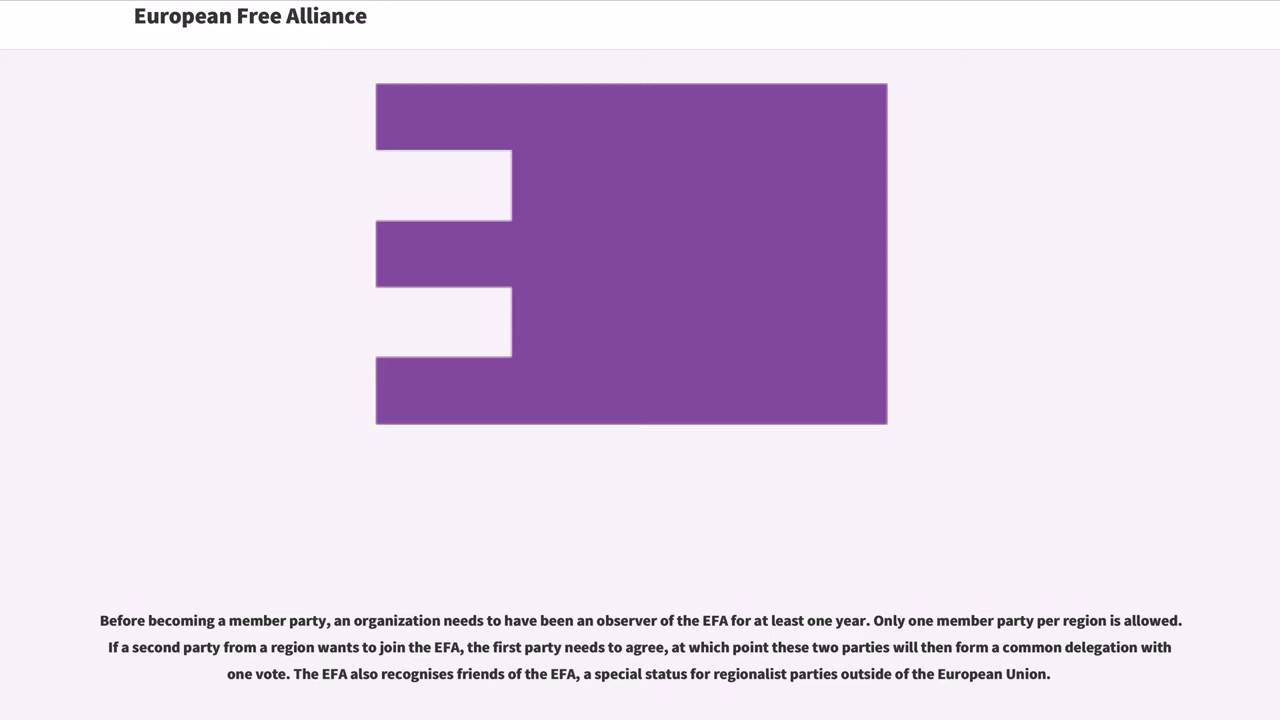 European Free Alliance
Before becoming a member party, an organization needs to have been an observer of the EFA for at least one year. Only one member party per region is allowed.
If a second party from a region wants to join the EFA, the first party needs to agree, at which point these two parties will then form a common delegation with
one vote. The EFA also recognises friends of the EFA, a special status for regionalist parties outside of the European Union.